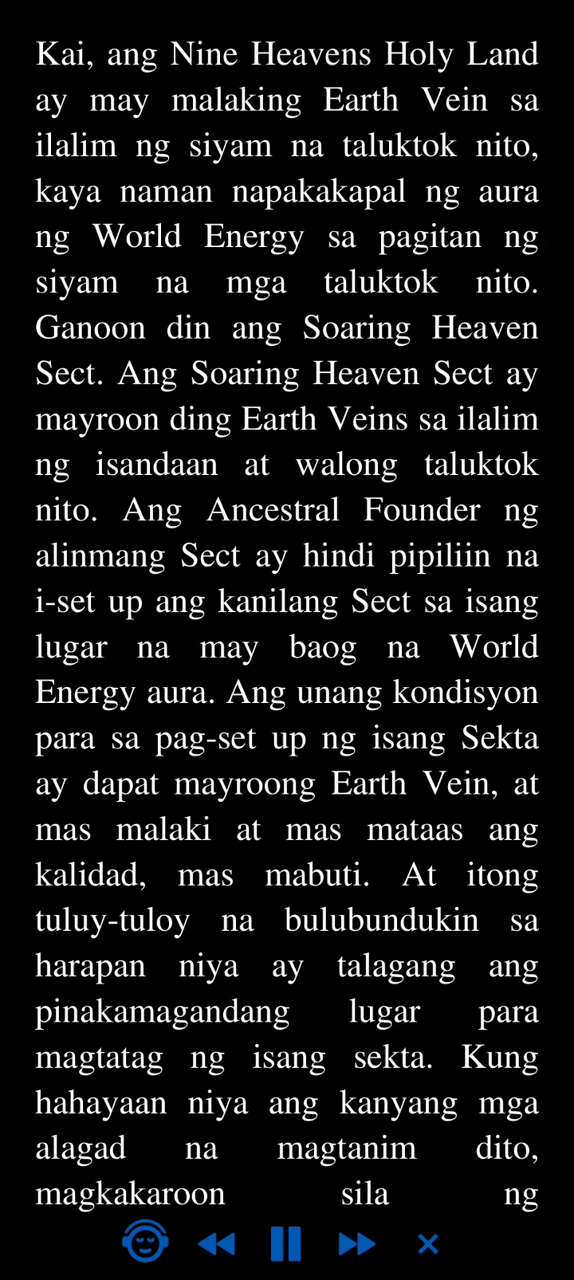 Kai, ang Nine Heavens Holy Land
ay may malaking Earth Vein sa
ilalim ng siyam na taluktok nito,
kaya naman napakakapal ng aura
ng World Energy sa pagitan ng
siyam na mga taluktok nito.
Ganoon din ang Soaring Heaven
Sect. Ang Soaring Heaven Sect ay
mayroon ding Earth Veins sa ilalim
ng isandaan at walong taluktok
nito. Ang Ancestral Founder ng
alinmang Sect ay hindi pipiliin na
i-set up ang kanilang Sect sa isang
lugar na may baog na World
Energy aura. Ang unang kondisyon
para sa pag-set up ng isang Sekta
ay dapat mayroong Earth Vein, at
mas malaki at mas mataas ang
kalidad, mas mabuti. At itong
tuluy-tuloy na bulubundukin sa
harapan niya ay talagang ang
pinakamagandang lugar para
magtatag ng isang sekta. Kung
hahayaan niya ang kanyang mga
alagad na magtanim dito,
magkakaroon sila ng